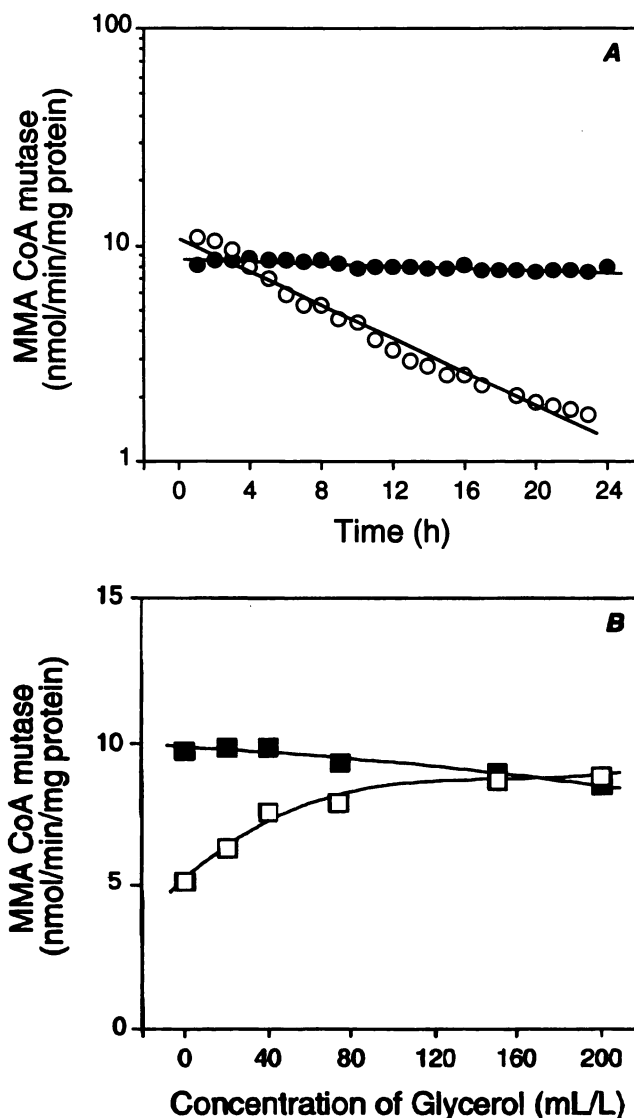 A
100
10
1
MMA CoA mutase
(nmol/min/mg protein)
0 4 8 12 16 20 24
Time (h)
B
15
10
5
0
MMA CoA mutase
(nmol/min/mg protein)
0 40 80 120 160 200
Concentration of Glycerol (mL/L)